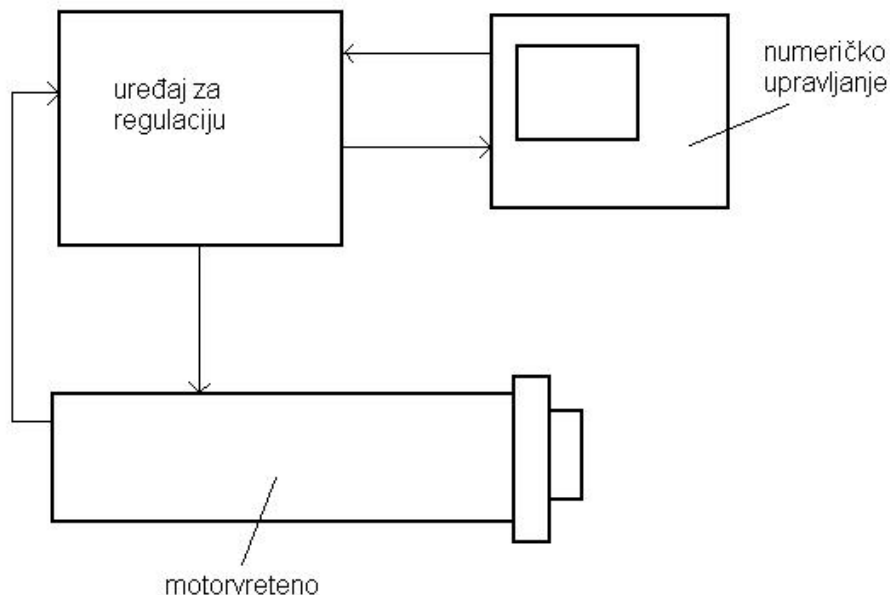 uređaj za
regulaciju
numeričko
upravljanje
motorvreteno